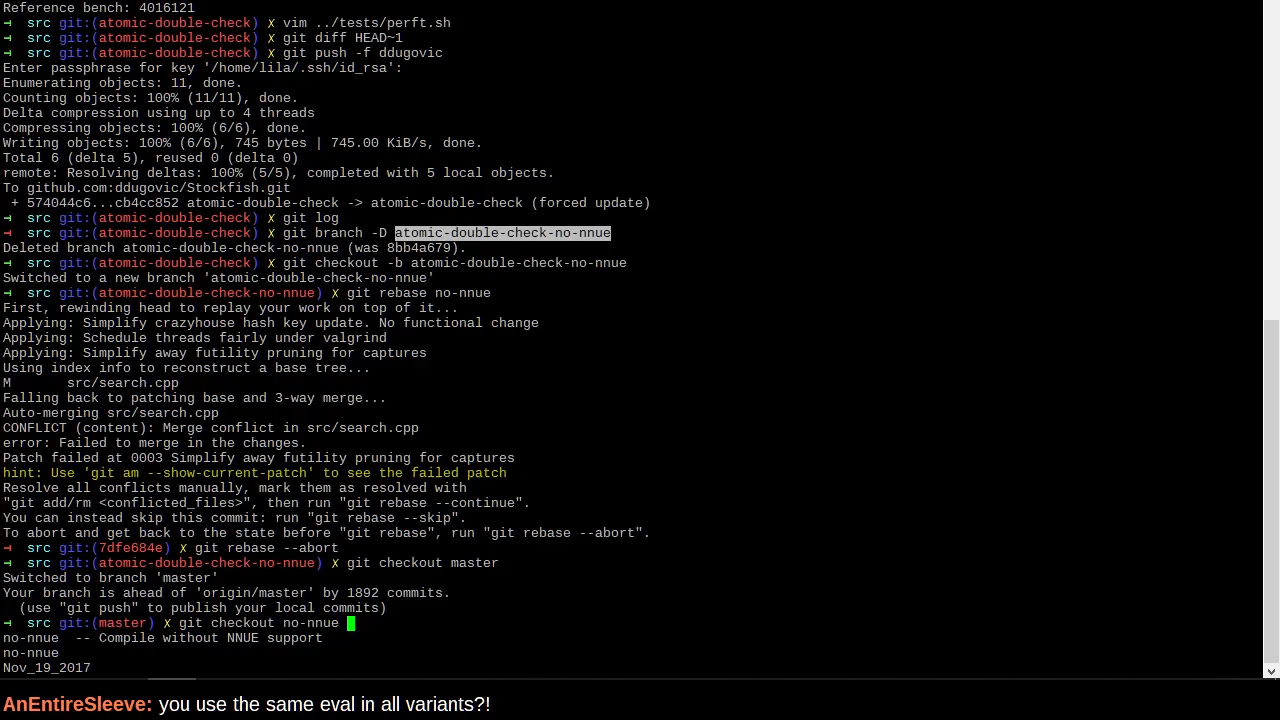 Reference bench: 4016121
→ src git:(atomic-double-check) ✗ vim ../tests/perft.sh
→ src git:(atomic-double-check) ✗ git diff HEAD~1
→ src git:(atomic-double-check) ✗ git push -f ddugovic
Enter passphrase for key '/home/lila/.ssh/id_rsa':
Enumerating objects: 11, done.
Counting objects: 100% (11/11), done.
Delta compression using up to 4 threads
Compressing objects: 100% (6/6), done.
Writing objects: 100% (6/6), 745 bytes | 745.00 KiB/s, done.
Total 6 (delta 5), reused 0 (delta 0)
remote: Resolving deltas: 100% (5/5), completed with 5 local objects.
To github.com:ddugovic/Stockfish.git
 + 574044c6...cb4cc852 atomic-double-check -> atomic-double-check (forced update)
→ src git:(atomic-double-check) ✗ git log
→ src git:(atomic-double-check) ✗ git branch -D atomic-double-check-no-nnue
Deleted branch atomic-double-check-no-nnue (was 8bb4a679).
→ src git:(atomic-double-check) ✗ git checkout -b atomic-double-check-no-nnue
Switched to a new branch 'atomic-double-check-no-nnue'
→ src git:(atomic-double-check-no-nnue) ✗ git rebase no-nnue
First, rewinding head to replay your work on top of it...
Applying: Simplify crazyhouse hash key update. No functional change
Applying: Schedule threads fairly under valgrind
Applying: Simplify away futility pruning for captures
Using index info to reconstruct a base tree...
M       src/search.cpp
Falling back to patching base and 3-way merge...
Auto-merging src/search.cpp
CONFLICT (content): Merge conflict in src/search.cpp
error: Failed to merge in the changes.
Patch failed at 0003 Simplify away futility pruning for captures
hint: Use 'git am --show-current-patch' to see the failed patch
Resolve all conflicts manually, mark them as resolved with
"git add/rm <conflicted_files>", then run "git rebase --continue".
You can instead skip this commit: run "git rebase --skip".
To abort and get back to the state before "git rebase", run "git rebase --abort".
→ src git:(7dfe684e) ✗ git rebase --abort
→ src git:(atomic-double-check-no-nnue) ✗ git checkout master
Switched to branch 'master'
Your branch is ahead of 'origin/master' by 1892 commits.
  (use "git push" to publish your local commits)
→ src git:(master) ✗ git checkout no-nnue
no-nnue  -- Compile without NNUE support
no-nnue
Nov_19_2017
AnEntireSleeve: you use the same eval in all variants?!